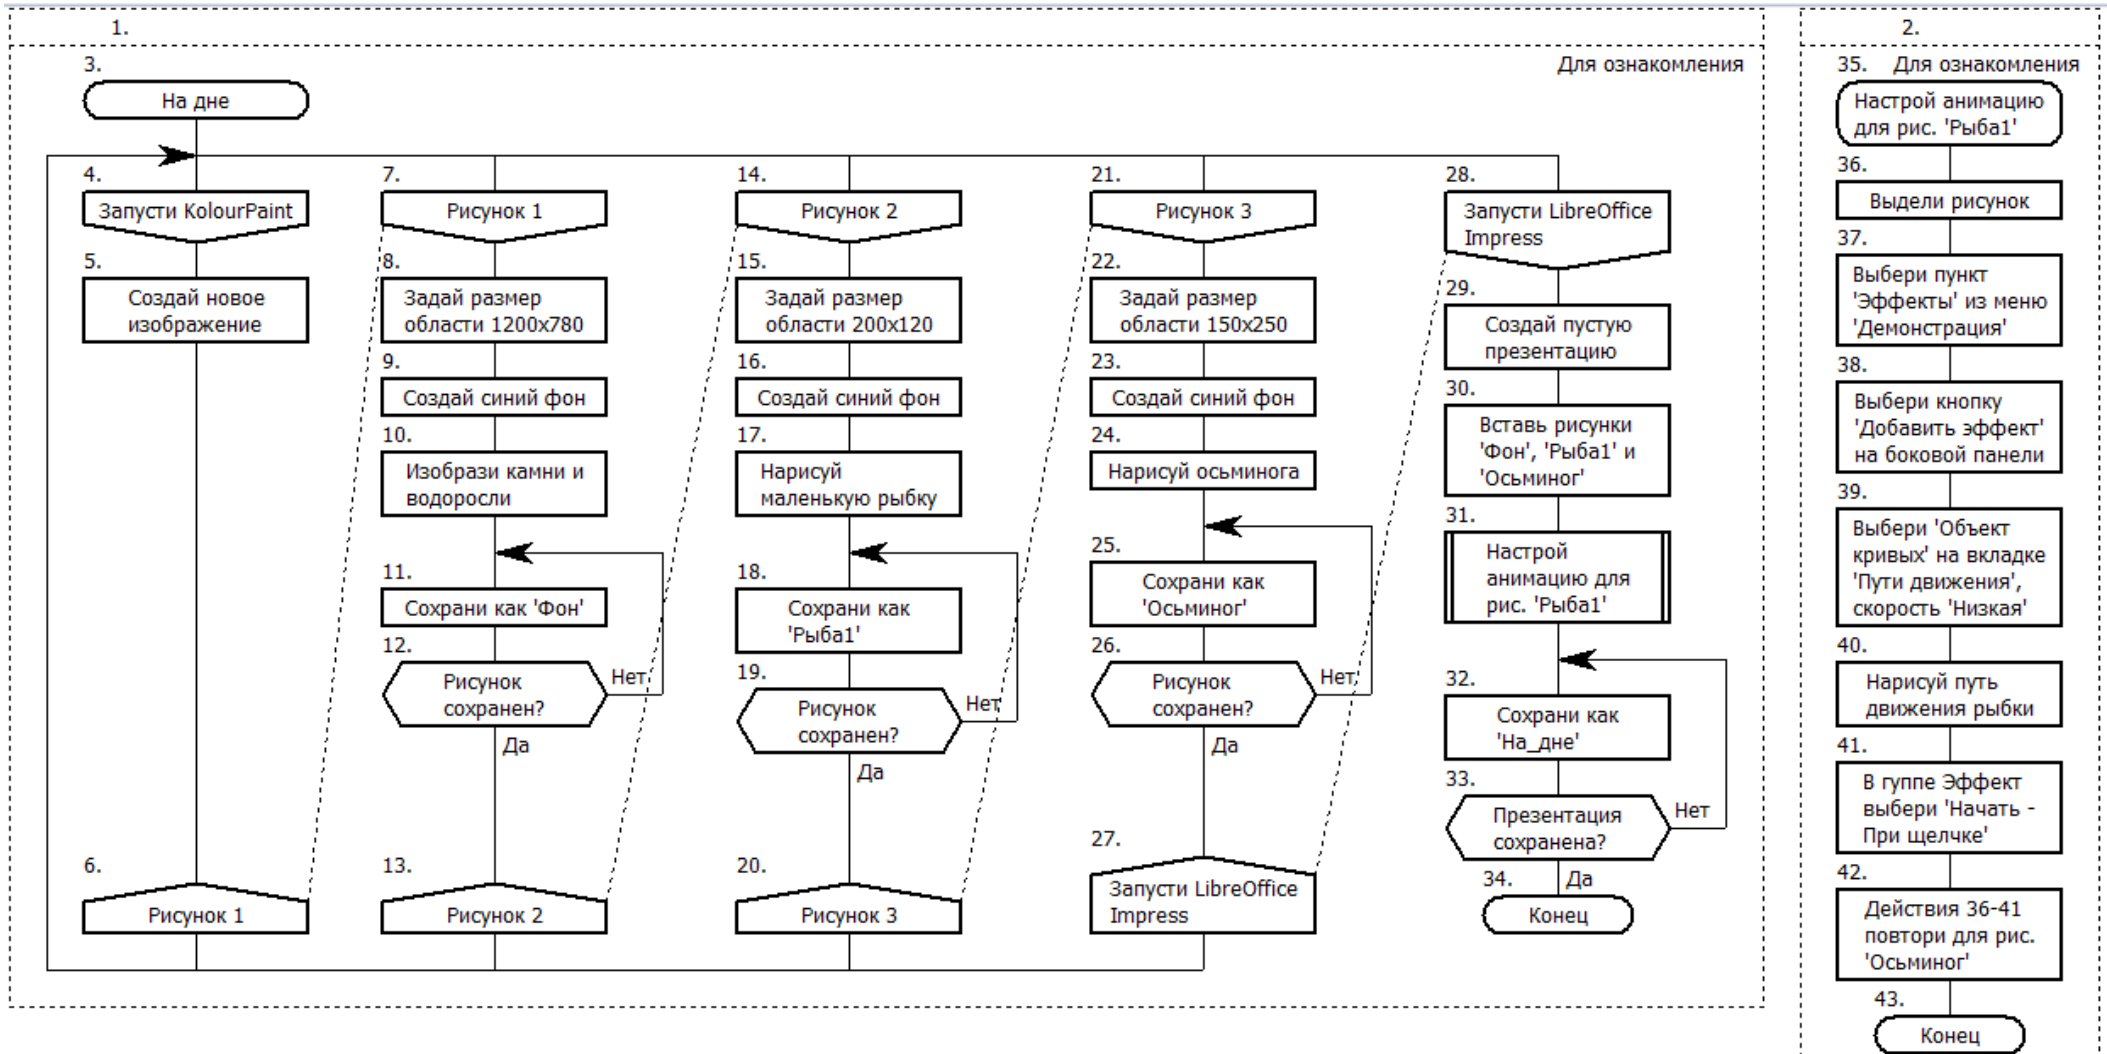 1.
Для ознакомления
3.
На дне
4.
Запусти KolourPaint
5.
Создай новое
изображение
6.
Рисунок 1
7.
Рисунок 1
8.
Задай размер
области 1200x780
9.
Создай синий фон
10.
Изобрази камни и
водоросли
11.
Сохрани как 'Фон'
12.
Рисунок
сохранен?
Нет
Да
13.
Рисунок 2
14.
Рисунок 2
15.
Задай размер
области 200x120
16.
Создай синий фон
17.
Нарисуй
маленькую рыбку
18.
Сохрани как
'Рыба1'
19.
Рисунок
сохранен?
Нет
Да
20.
Рисунок 3
21.
Рисунок 3
22.
Задай размер
области 150x250
23.
Создай синий фон
24.
Нарисуй осьминога
25.
Сохрани как
'Осьминог'
26.
Рисунок
сохранен?
Нет
Да
27.
Запусти LibreOffice
Impress
28.
Запусти LibreOffice
Impress
29.
Создай пустую
презентацию
30.
Вставь рисунки
'Фон', 'Рыба1' и
'Осьминог'
31.
Настрой
анимацию для
рис. 'Рыба1'
32.
Сохрани как
'На_дне'
33.
Презентация
сохранена?
Нет
Да
34.
Конец
2.
35. Для ознакомления
Настрой анимацию
для рис. 'Рыба1'
36.
Выдели рисунок
37.
Выбери пункт
'Эффекты' из меню
'Демонстрация'
38.
Выбери кнопку
'Добавить эффект'
на боковой панели
39.
Выбери 'Объект
кривых' на вкладке
'Пути движения',
скорость 'Низкая'
40.
Нарисуй путь
движения рыбки
41.
В гуппе Эффект
выбери 'Начать -
При щелчке'
42.
Действия 36-41
повтори для рис.
'Осьминог'
43.
Конец